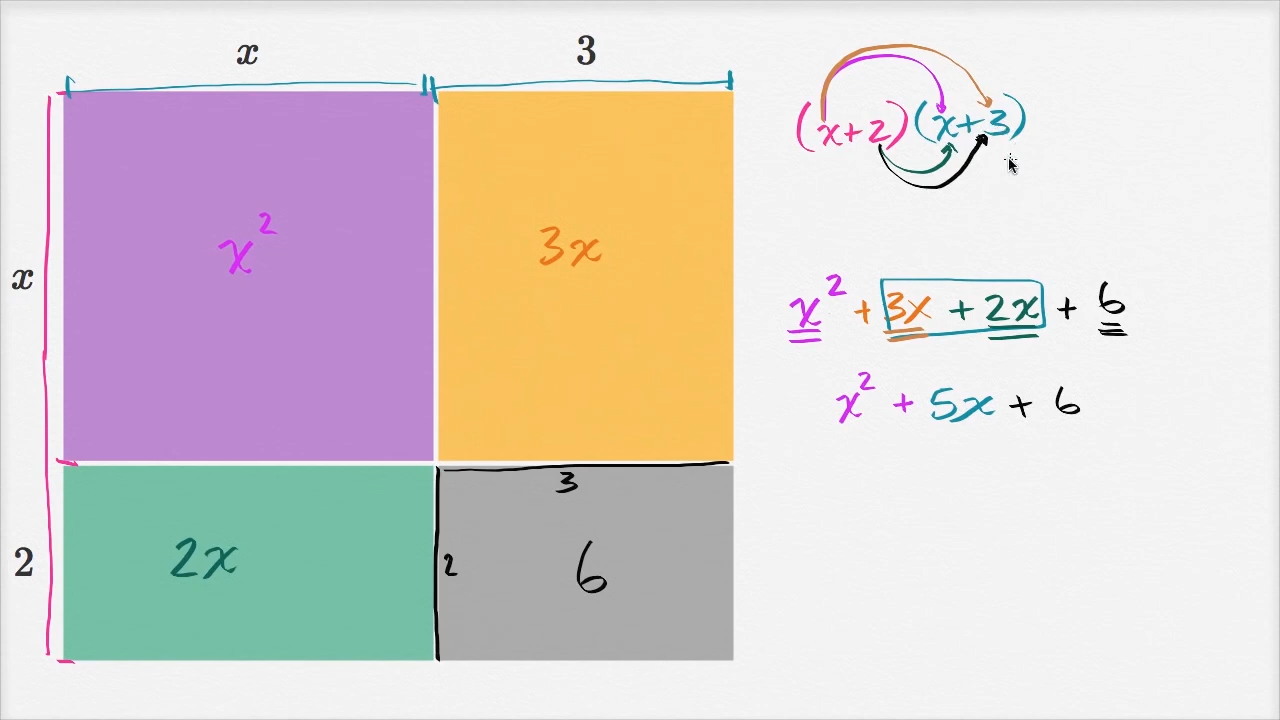 x 3
(x+2)(x+3)
x
x² 3x
x² + 3x + 2x + 6
x² + 5x + 6
3
2
2x
2
6